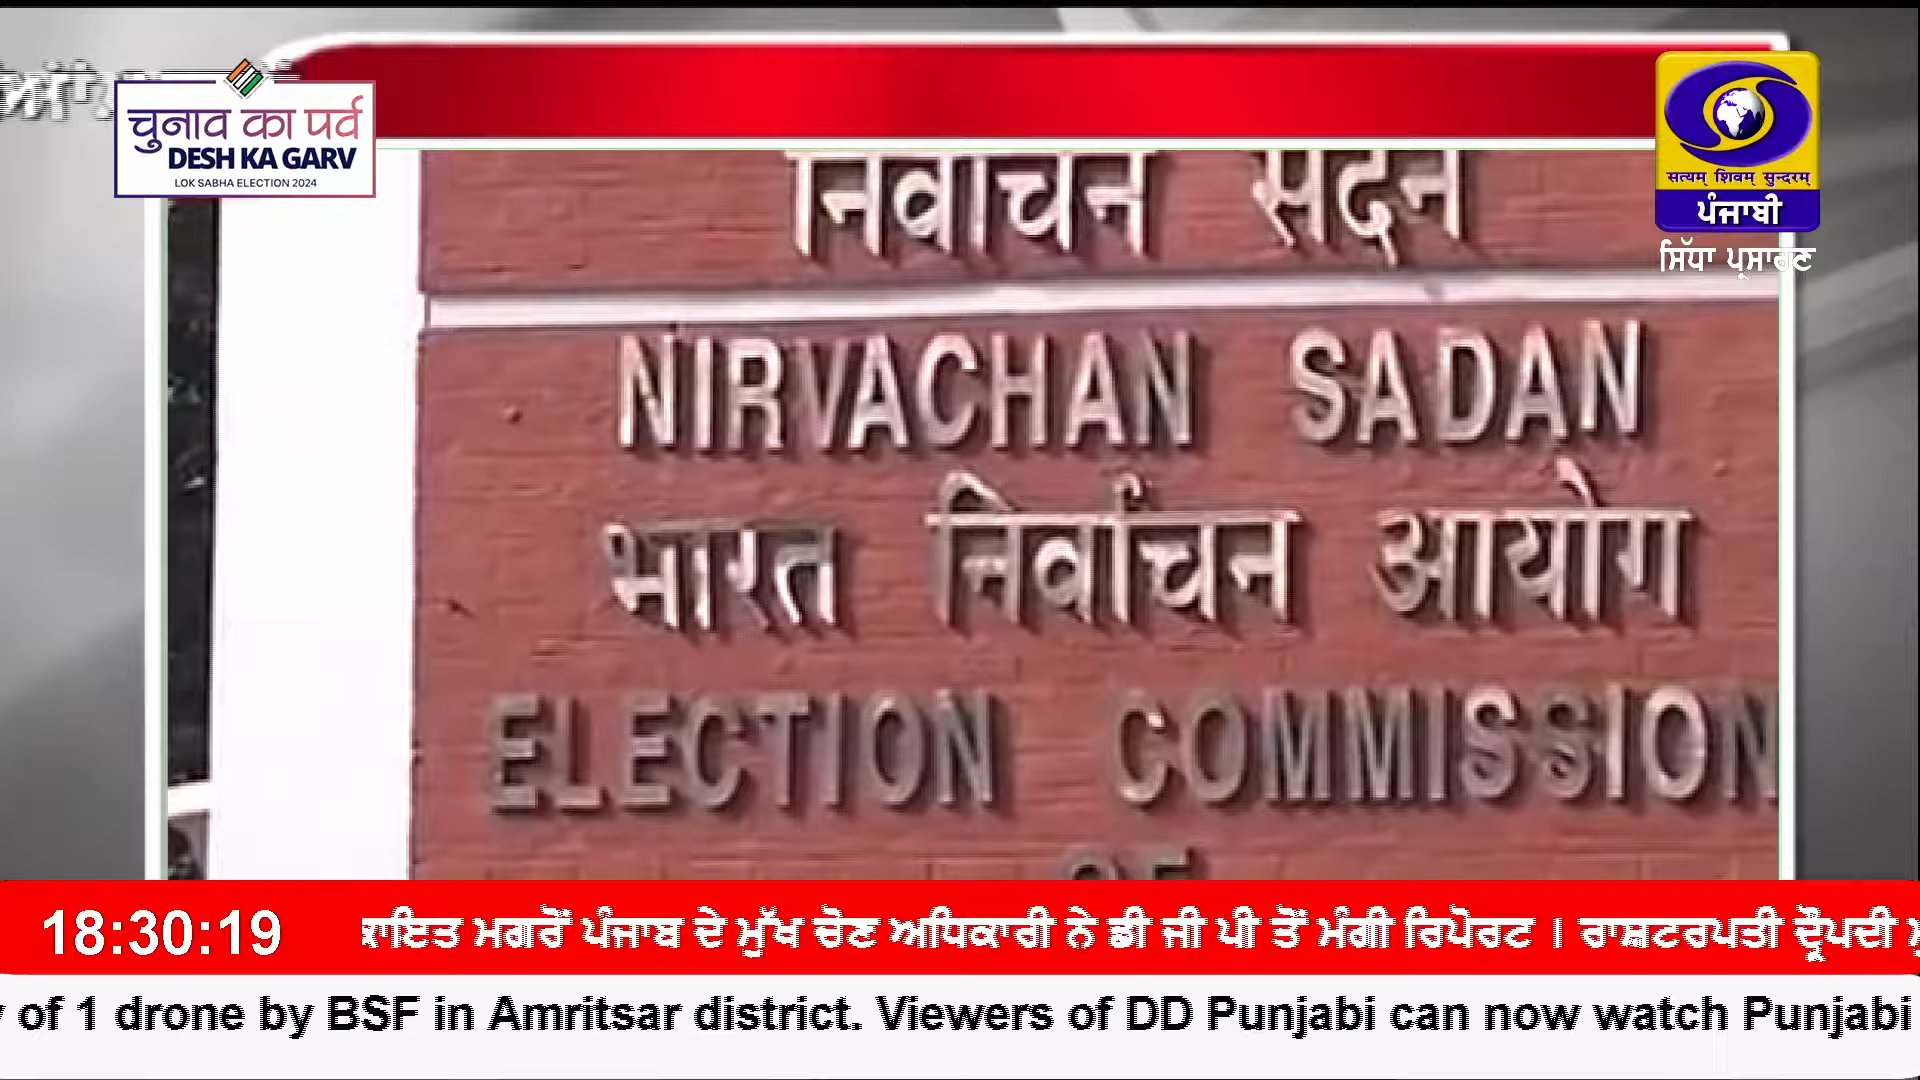 चुनाव का पर्व
DESH KA GARV
LOK SABHA ELECTION 2024
सत्यम् शिवम् सुन्दरम्
ਪੰਜਾਬੀ
ਸਿੱਧਾ ਪ੍ਰਸਾਰਣ
निर्वाचन सदन
NIRVACHAN SADAN
भारत निर्वाचन आयोग
ELECTION COMMISSION
OF
18:30:19
ਮਗਰੋਂ ਪੰਜਾਬ ਦੇ ਮੁੱਖ ਚੋਣ ਅਧਿਕਾਰੀ ਨੇ ਡੀ ਜੀ ਪੀ ਤੋਂ ਮੰਗੀ ਰਿਪੋਰਟ । ਰਾਸ਼ਟਰਪਤੀ ਦ੍ਰੌਪਦੀ
of 1 drone by BSF in Amritsar district. Viewers of DD Punjabi can now watch Punjabi